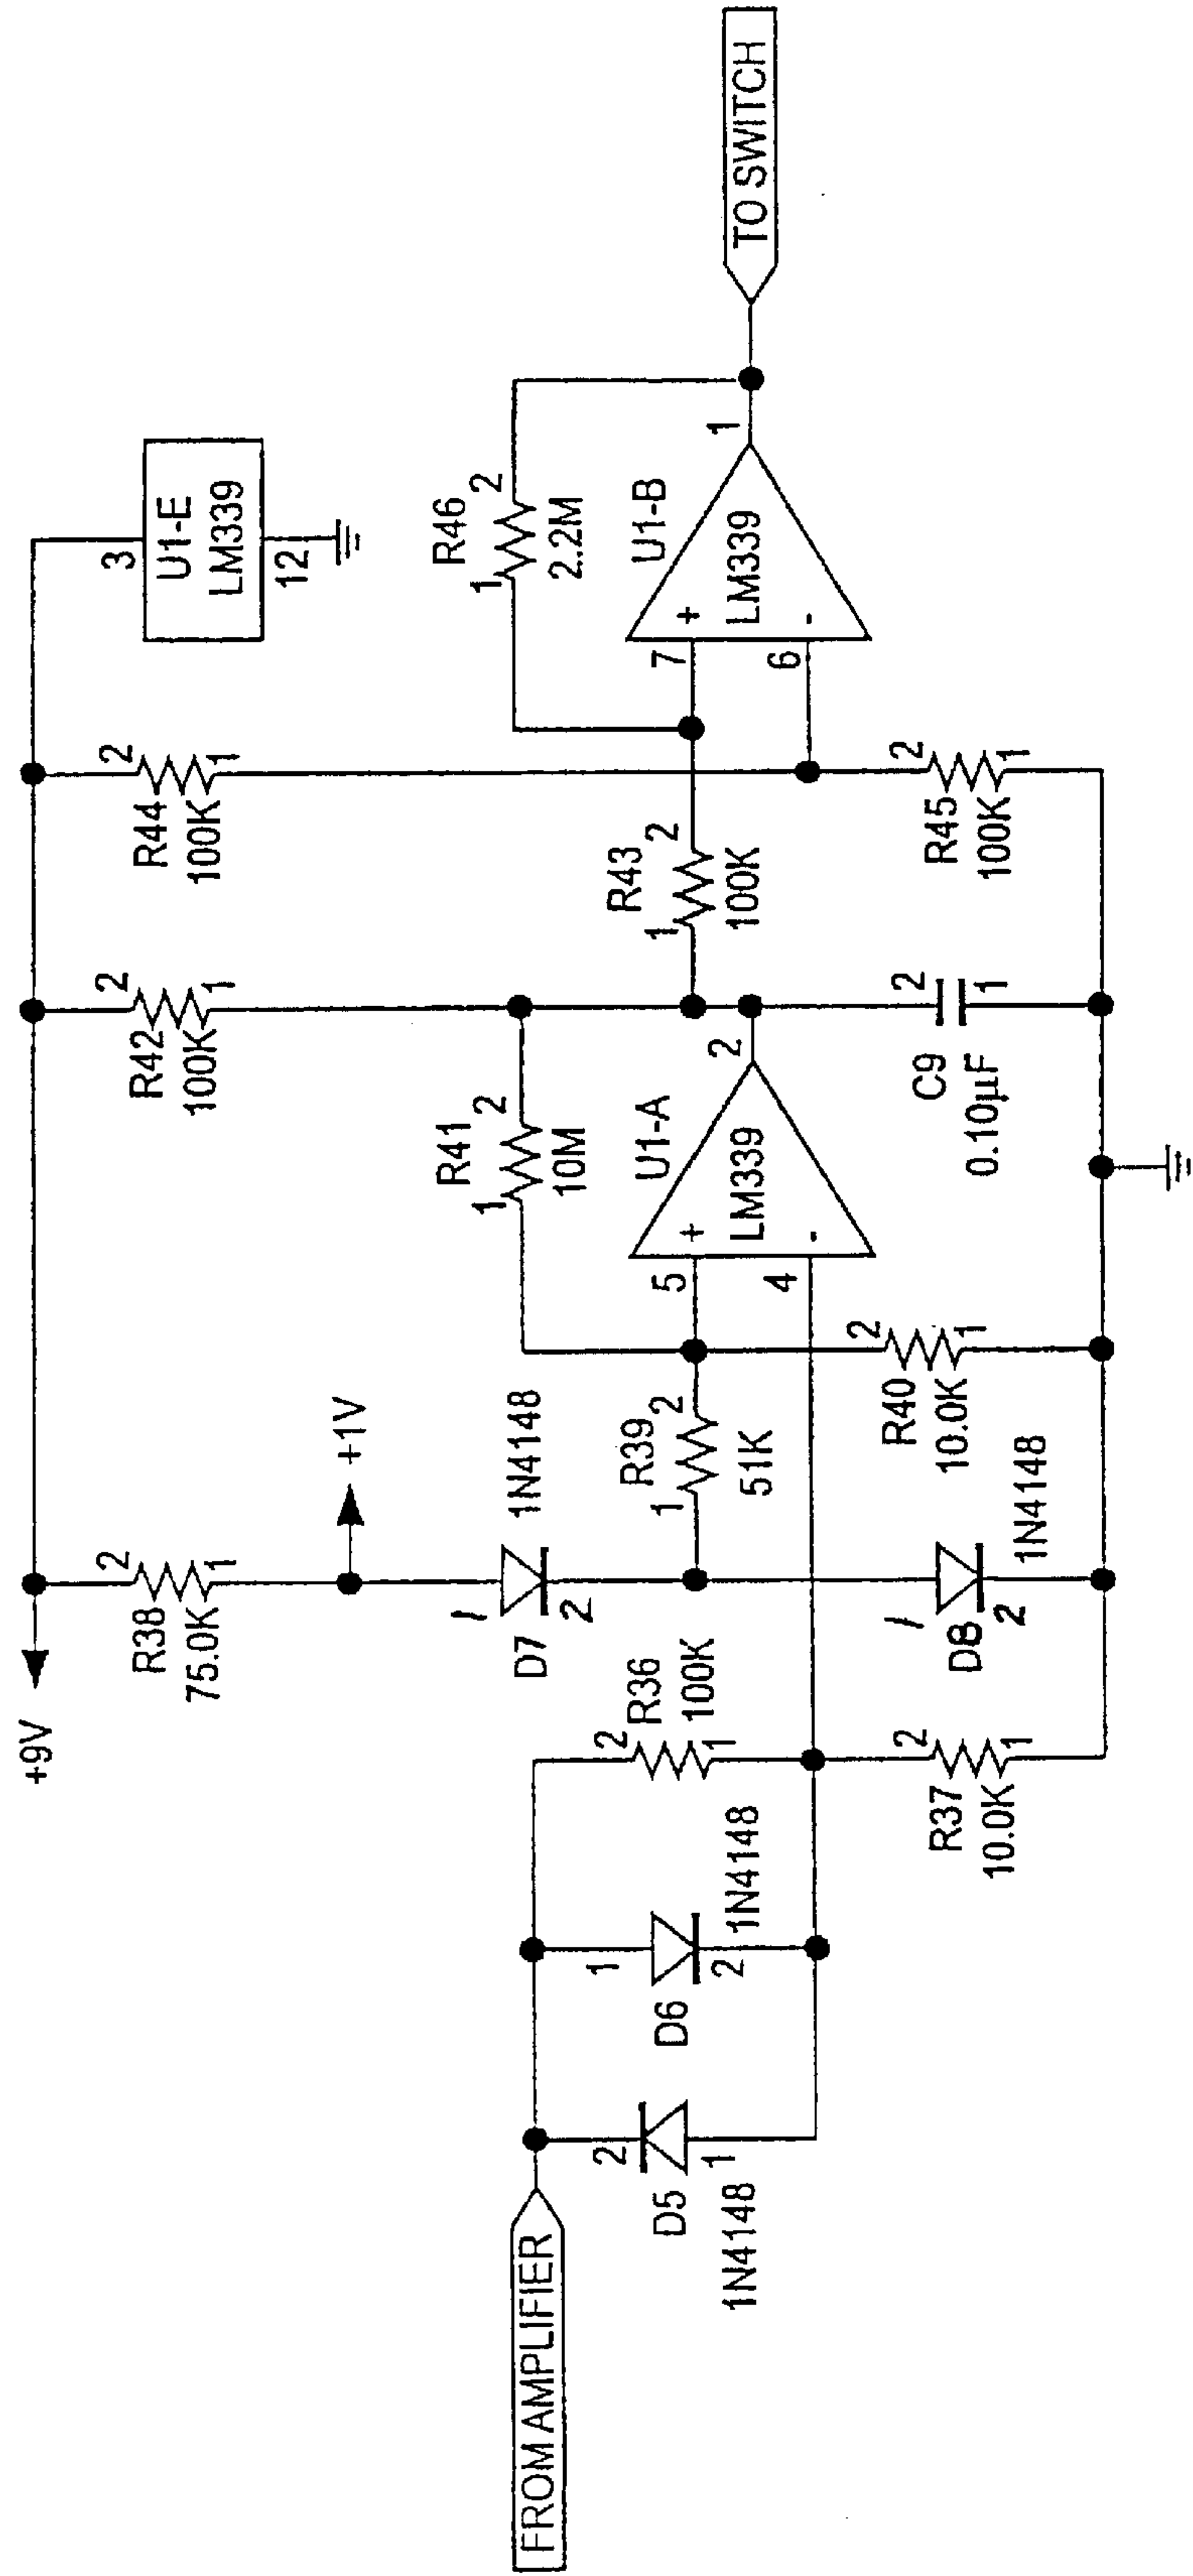 +9V
R38
75.0K
2
1
+1V
R42
100K
2
1
R44
100K
2
1
3
U1-E
LM339
12
1
D7
2
1N4148
R41
10M
1
2
R46
2.2M
1
2
FROM AMPLIFIER
D5
1N4148
2
1
D6
1N4148
1
2
R36
100K
2
1
R39
51K
1
2
5
4
+
-
U1-A
LM339
2
R43
100K
1
2
7
6
+
-
U1-B
LM339
1
TO SWITCH
R37
10.0K
2
1
1
D8
2
1N4148
R40
10.0K
2
1
C9
0.10µF
2
1
R45
100K
2
1